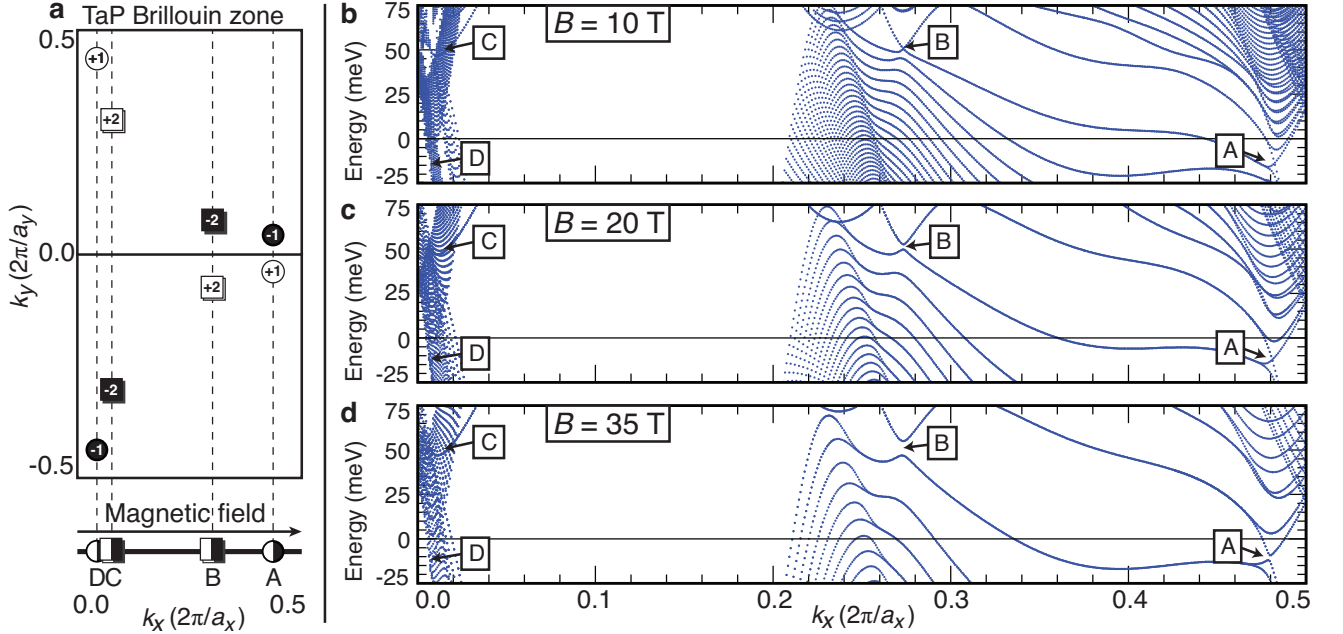 a
TaP Brillouin zone
0.5
0.0
-0.5
ky(2π/ay)
+1
+2
-2
-1
+2
+1
-2
-1
Magnetic field
DC
B
A
0.0
0.5
kx(2π/ax)
b
B = 10 T
75
50
25
0
-25
Energy (meV)
C
D
B
A
c
B = 20 T
75
50
25
0
-25
Energy (meV)
C
D
B
A
d
B = 35 T
75
50
25
0
-25
Energy (meV)
C
D
B
A
0.0
0.1
0.2
0.3
0.4
0.5
kx(2π/ax)